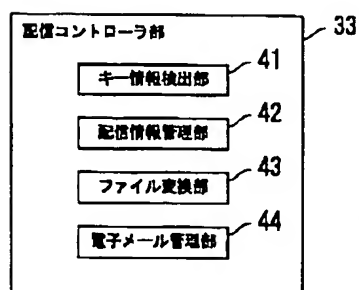 配信コントローラ部
33
キー情報検出部
41
配信情報管理部
42
ファイル変換部
43
電子メール管理部
44